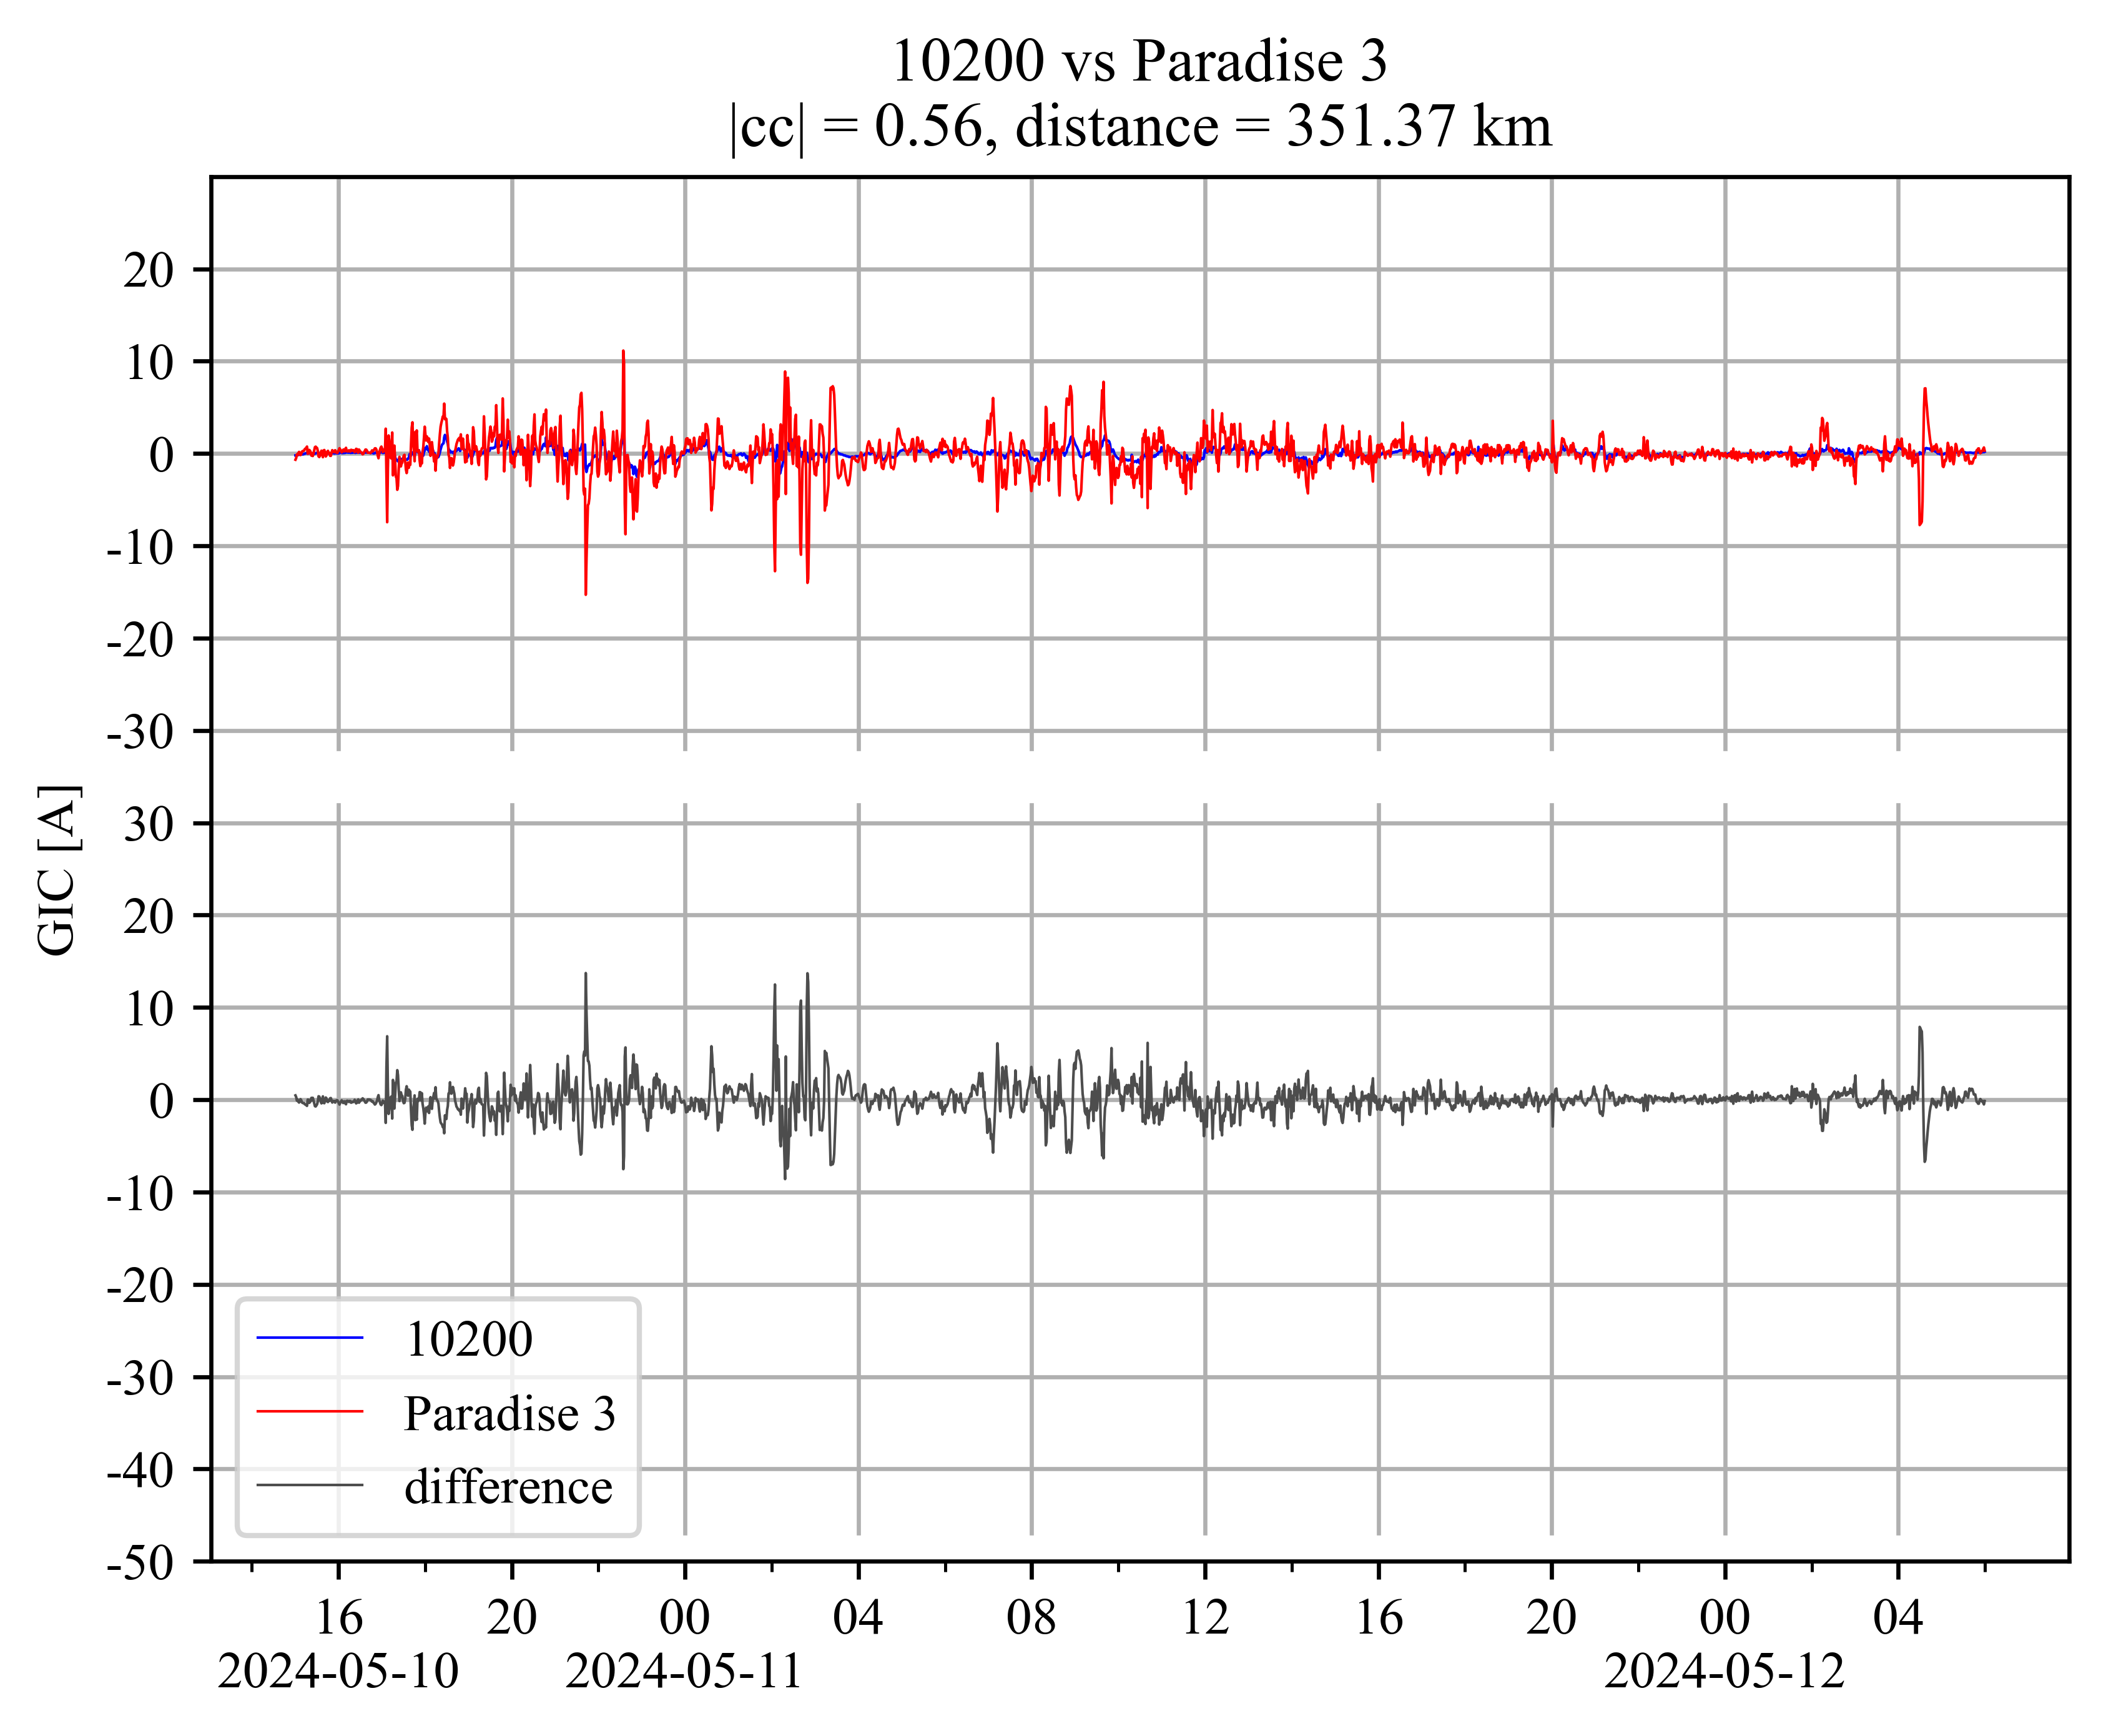 10200 vs Paradise 3
|cc| = 0.56, distance = 351.37 km
20
10
0
-10
-20
-30
GIC [A]
30
20
10
0
-10
-20
-30
-40
-50
10200
Paradise 3
difference
16 20 00 04 08 12 16 20 00 04
2024-05-10 2024-05-11 2024-05-12